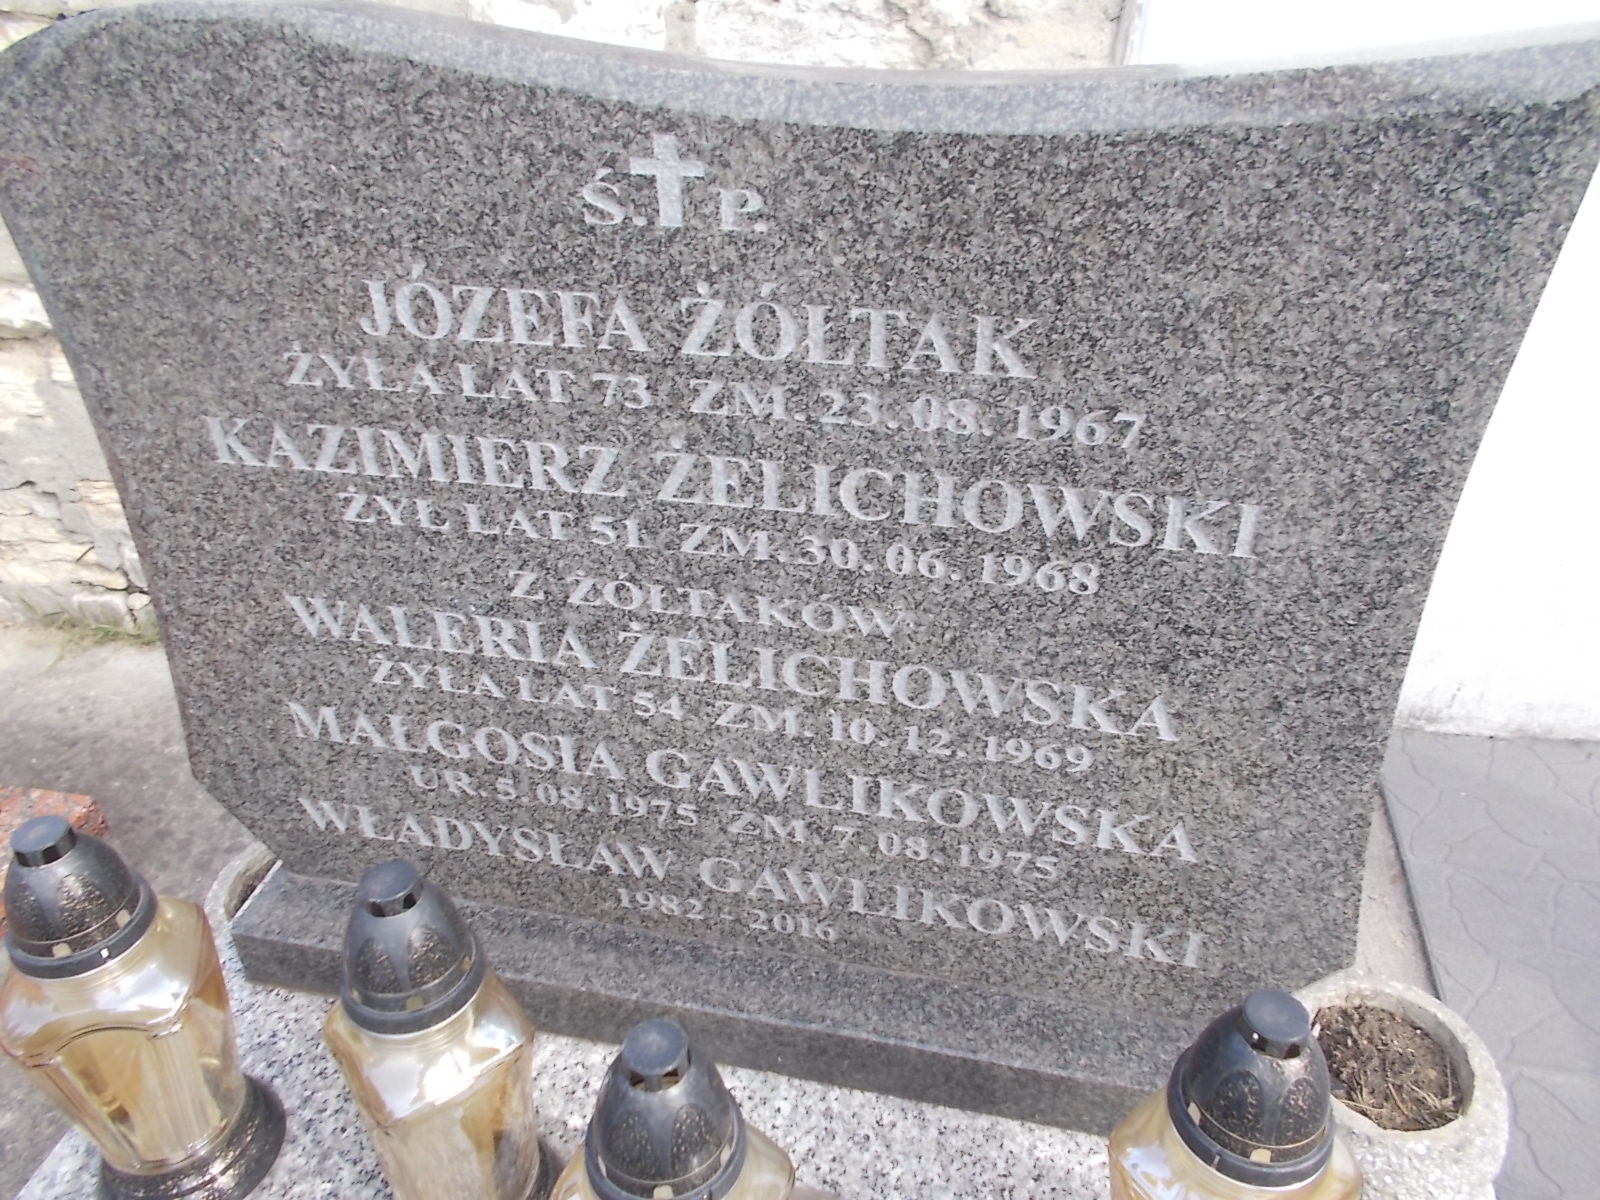 Ś.P.
JÓZEFA ŻÓŁTAK
ŻYŁA LAT 73 ZM. 23.08.1967
KAZIMIERZ ŻELICHOWSKI
ŻYŁ LAT 51 ZM. 30.06.1968
Z ŻÓŁTAKÓW
WALERIA ŻELICHOWSKA
ŻYŁA LAT 54 ZM. 10.12.1969
MAŁGOSIA GAWLIKOWSKA
UR. 5.08.1975 ZM. 7.08.1975
WŁADYSŁAW GAWLIKOWSKI
1982 - 2016